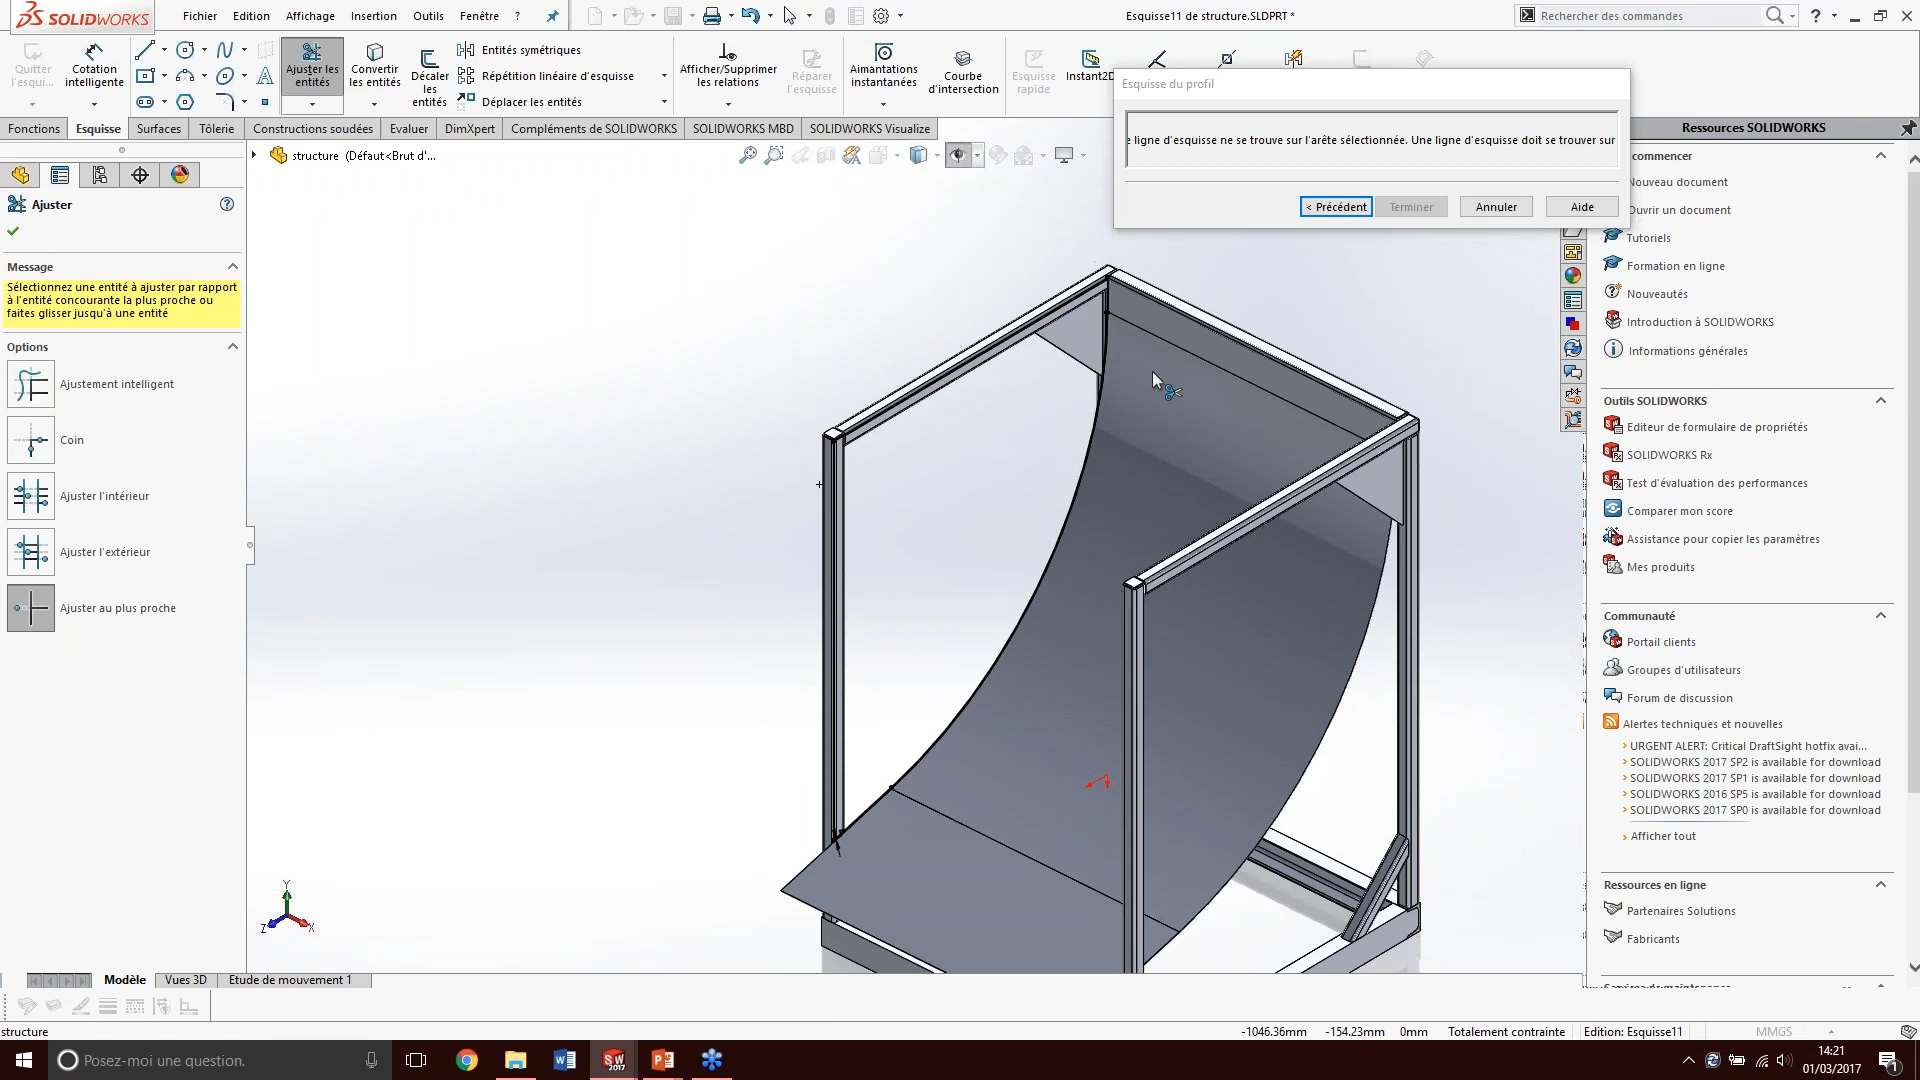 SOLIDWORKS
Fichier Edition Affichage Insertion Outils Fenêtre ?
Esquisse11 de structure.SLDPRT *
Rechercher des commandes
Quitter l'esqui...
Cotation intelligente
Ajuster les entités
Convertir les entités
Décaler les entités
Entités symétriques
Répétition linéaire d'esquisse
Déplacer les entités
Afficher/Supprimer les relations
Réparer l'esquisse
Aimantations instantanées
Courbe d'intersection
Esquisse rapide
Instant2D
Fonctions Esquisse Surfaces Tôlerie Constructions soudées Evaluer DimXpert Compléments de SOLIDWORKS SOLIDWORKS MBD SOLIDWORKS Visualize
structure (Défaut<Brut d'...
Ajuster
Message
Sélectionnez une entité à ajuster par rapport
à l'entité concourante la plus proche ou
faites glisser jusqu'à une entité
Options
Ajustement intelligent
Coin
Ajuster l'intérieur
Ajuster l'extérieur
Ajuster au plus proche
Esquisse du profil
e ligne d'esquisse ne se trouve sur l'arête sélectionnée. Une ligne d'esquisse doit se trouver sur
< Précédent Terminer Annuler Aide
Ressources SOLIDWORKS
commencer
Nouveau document
Ouvrir un document
Tutoriels
Formation en ligne
Nouveautés
Introduction à SOLIDWORKS
Informations générales
Outils SOLIDWORKS
Editeur de formulaire de propriétés
SOLIDWORKS Rx
Test d'évaluation des performances
Comparer mon score
Assistance pour copier les paramètres
Mes produits
Communauté
Portail clients
Groupes d'utilisateurs
Forum de discussion
Alertes techniques et nouvelles
URGENT ALERT: Critical DraftSight hotfix avai...
SOLIDWORKS 2017 SP2 is available for download
SOLIDWORKS 2017 SP1 is available for download
SOLIDWORKS 2016 SP5 is available for download
SOLIDWORKS 2017 SP0 is available for download
Afficher tout
Ressources en ligne
Partenaires Solutions
Fabricants
Y
Z
X
Modèle Vues 3D Etude de mouvement 1
structure
-1046.36mm -154.23mm 0mm Totalement contrainte Edition: Esquisse11 MMGS
Posez-moi une question.
14:21
01/03/2017